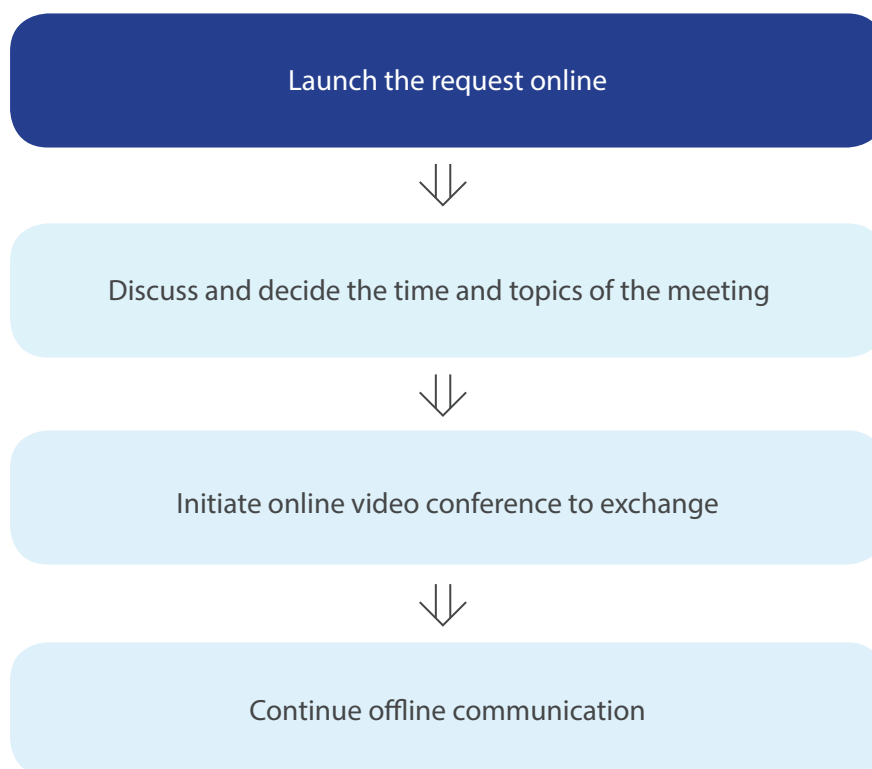 Launch the request online
Discuss and decide the time and topics of the meeting
Initiate online video conference to exchange
Continue offline communication